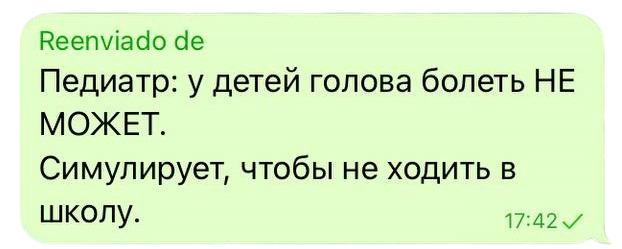 Reenviado de
Педиатр: у детей голова болеть НЕ
МОЖЕТ.
Симулирует, чтобы не ходить в
школу.
17:42